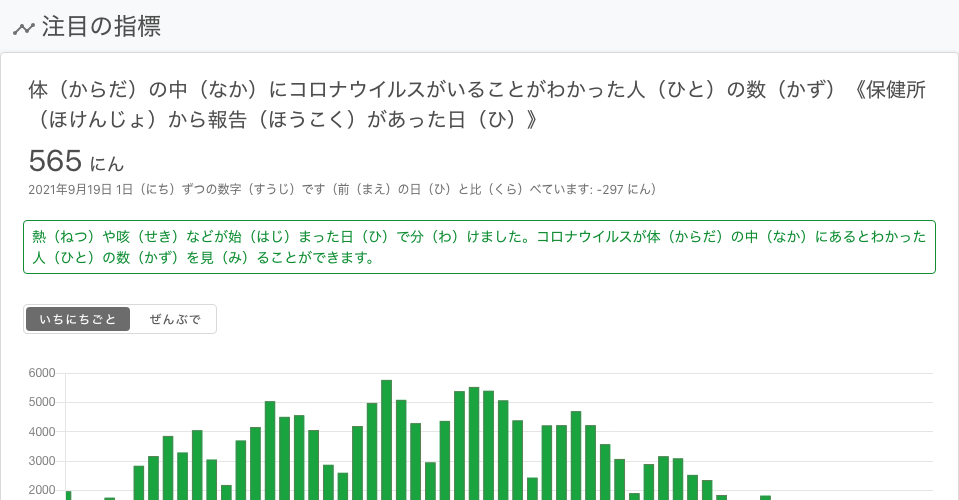 注目の指標
体（からだ）の中（なか）にコロナウイルスがいることがわかった人（ひと）の数（かず）《保健所
（ほけんじょ）から報告（ほうこく）があった日（ひ）》
565 にん
2021年9月19日 1日（にち）ずつの数字（すうじ）です（前（まえ）の日（ひ）と比（くら）べています: -297 にん）
熱（ねつ）や咳（せき）などが始（はじ）まった日（ひ）で分（わ）けました。コロナウイルスが体（からだ）の中（なか）にあるとわかった
人（ひと）の数（かず）を見（み）ることができます。
いちにちごと ぜんぶで
6000
5000
4000
3000
2000